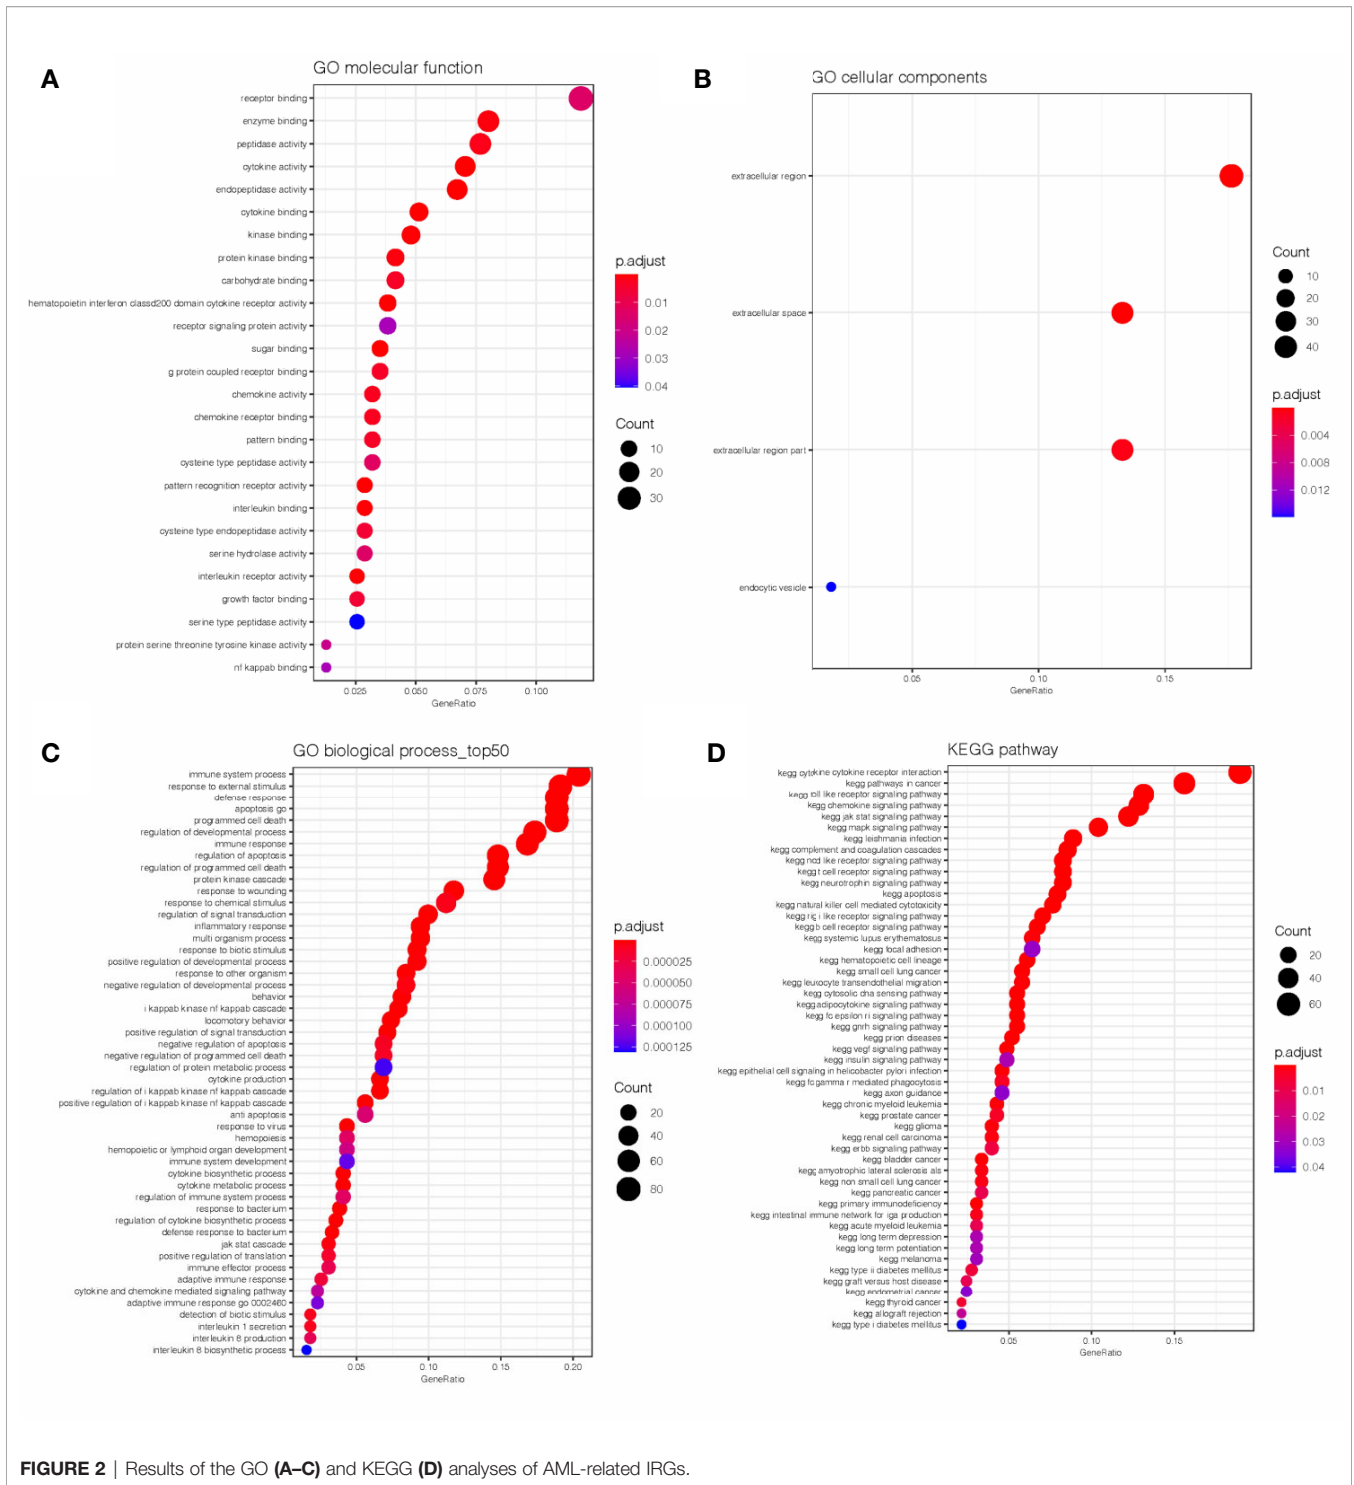 A
GO molecular function
receptor binding
enzyme binding
peptidase activity
cytokine activity
endopeptidase activity
cytokine binding
kinase binding
protein kinase binding
carbohydrate binding
hematopoietin interferon classd200 domain cytokine receptor activity
receptor signaling protein activity
sugar binding
g protein coupled receptor binding
chemokine activity
chemokine receptor binding
pattern binding
cysteine type peptidase activity
pattern recognition receptor activity
interleukin binding
cysteine type endopeptidase activity
serine hydrolase activity
interleukin receptor activity
growth factor binding
serine type peptidase activity
protein serine threonine tyrosine kinase activity
nf kappab binding
0.025 0.050 0.075 0.100
GeneRatio
p.adjust
0.01
0.02
0.03
0.04
Count
10
20
30
B
GO cellular components
extracellular region
extracellular space
extracellular region part
endocytic vesicle
0.05 0.10 0.15
GeneRatio
Count
10
20
30
40
p.adjust
0.004
0.008
0.012
C
GO biological process_top50
immune system process
response to external stimulus
defense response
apoptosis go
programmed cell death
regulation of developmental process
immune response
regulation of apoptosis
regulation of programmed cell death
protein kinase cascade
response to wounding
response to chemical stimulus
regulation of signal transduction
inflammatory response
multi organism process
response to biotic stimulus
positive regulation of developmental process
response to other organism
negative regulation of developmental process
behavior
i kappab kinase nf kappab cascade
locomotory behavior
positive regulation of signal transduction
negative regulation of apoptosis
negative regulation of programmed cell death
regulation of protein metabolic process
cytokine production
regulation of i kappab kinase nf kappab cascade
positive regulation of i kappab kinase nf kappab cascade
anti apoptosis
response to virus
hemopoiesis
hemopoietic or lymphoid organ development
immune system development
cytokine biosynthetic process
cytokine metabolic process
regulation of immune system process
response to bacterium
regulation of cytokine biosynthetic process
defense response to bacterium
jak stat cascade
positive regulation of translation
immune effector process
adaptive immune response
cytokine and chemokine mediated signaling pathway
adaptive immune response go 0002460
detection of biotic stimulus
interleukin 1 secretion
interleukin 8 production
interleukin 8 biosynthetic process
0.05 0.10 0.15 0.20
GeneRatio
p.adjust
0.000025
0.000050
0.000075
0.000100
0.000125
Count
20
40
60
80
D
KEGG pathway
kegg cytokine cytokine receptor interaction
kegg pathways in cancer
kegg toll like receptor signaling pathway
kegg chemokine signaling pathway
kegg jak stat signaling pathway
kegg mapk signaling pathway
kegg leishmania infection
kegg complement and coagulation cascades
kegg nod like receptor signaling pathway
kegg t cell receptor signaling pathway
kegg neurotrophin signaling pathway
kegg apoptosis
kegg natural killer cell mediated cytotoxicity
kegg rig i like receptor signaling pathway
kegg b cell receptor signaling pathway
kegg systemic lupus erythematosus
kegg focal adhesion
kegg hematopoietic cell lineage
kegg small cell lung cancer
kegg leukocyte transendothelial migration
kegg cytosolic dna sensing pathway
kegg adipocytokine signaling pathway
kegg fc epsilon ri signaling pathway
kegg gnrh signaling pathway
kegg prion diseases
kegg vegf signaling pathway
kegg insulin signaling pathway
kegg epithelial cell signaling in helicobacter pylori infection
kegg fc gamma r mediated phagocytosis
kegg axon guidance
kegg chronic myeloid leukemia
kegg prostate cancer
kegg glioma
kegg renal cell carcinoma
kegg erbb signaling pathway
kegg bladder cancer
kegg amyotrophic lateral sclerosis als
kegg non small cell lung cancer
kegg pancreatic cancer
kegg primary immunodeficiency
kegg intestinal immune network for iga production
kegg acute myeloid leukemia
kegg long term depression
kegg long term potentiation
kegg melanoma
kegg type ii diabetes mellitus
kegg graft versus host disease
kegg endometrial cancer
kegg thyroid cancer
kegg allograft rejection
kegg type i diabetes mellitus
0.05 0.10 0.15
GeneRatio
Count
20
40
60
p.adjust
0.01
0.02
0.03
0.04
FIGURE 2 | Results of the GO (A–C) and KEGG (D) analyses of AML-related IRGs.